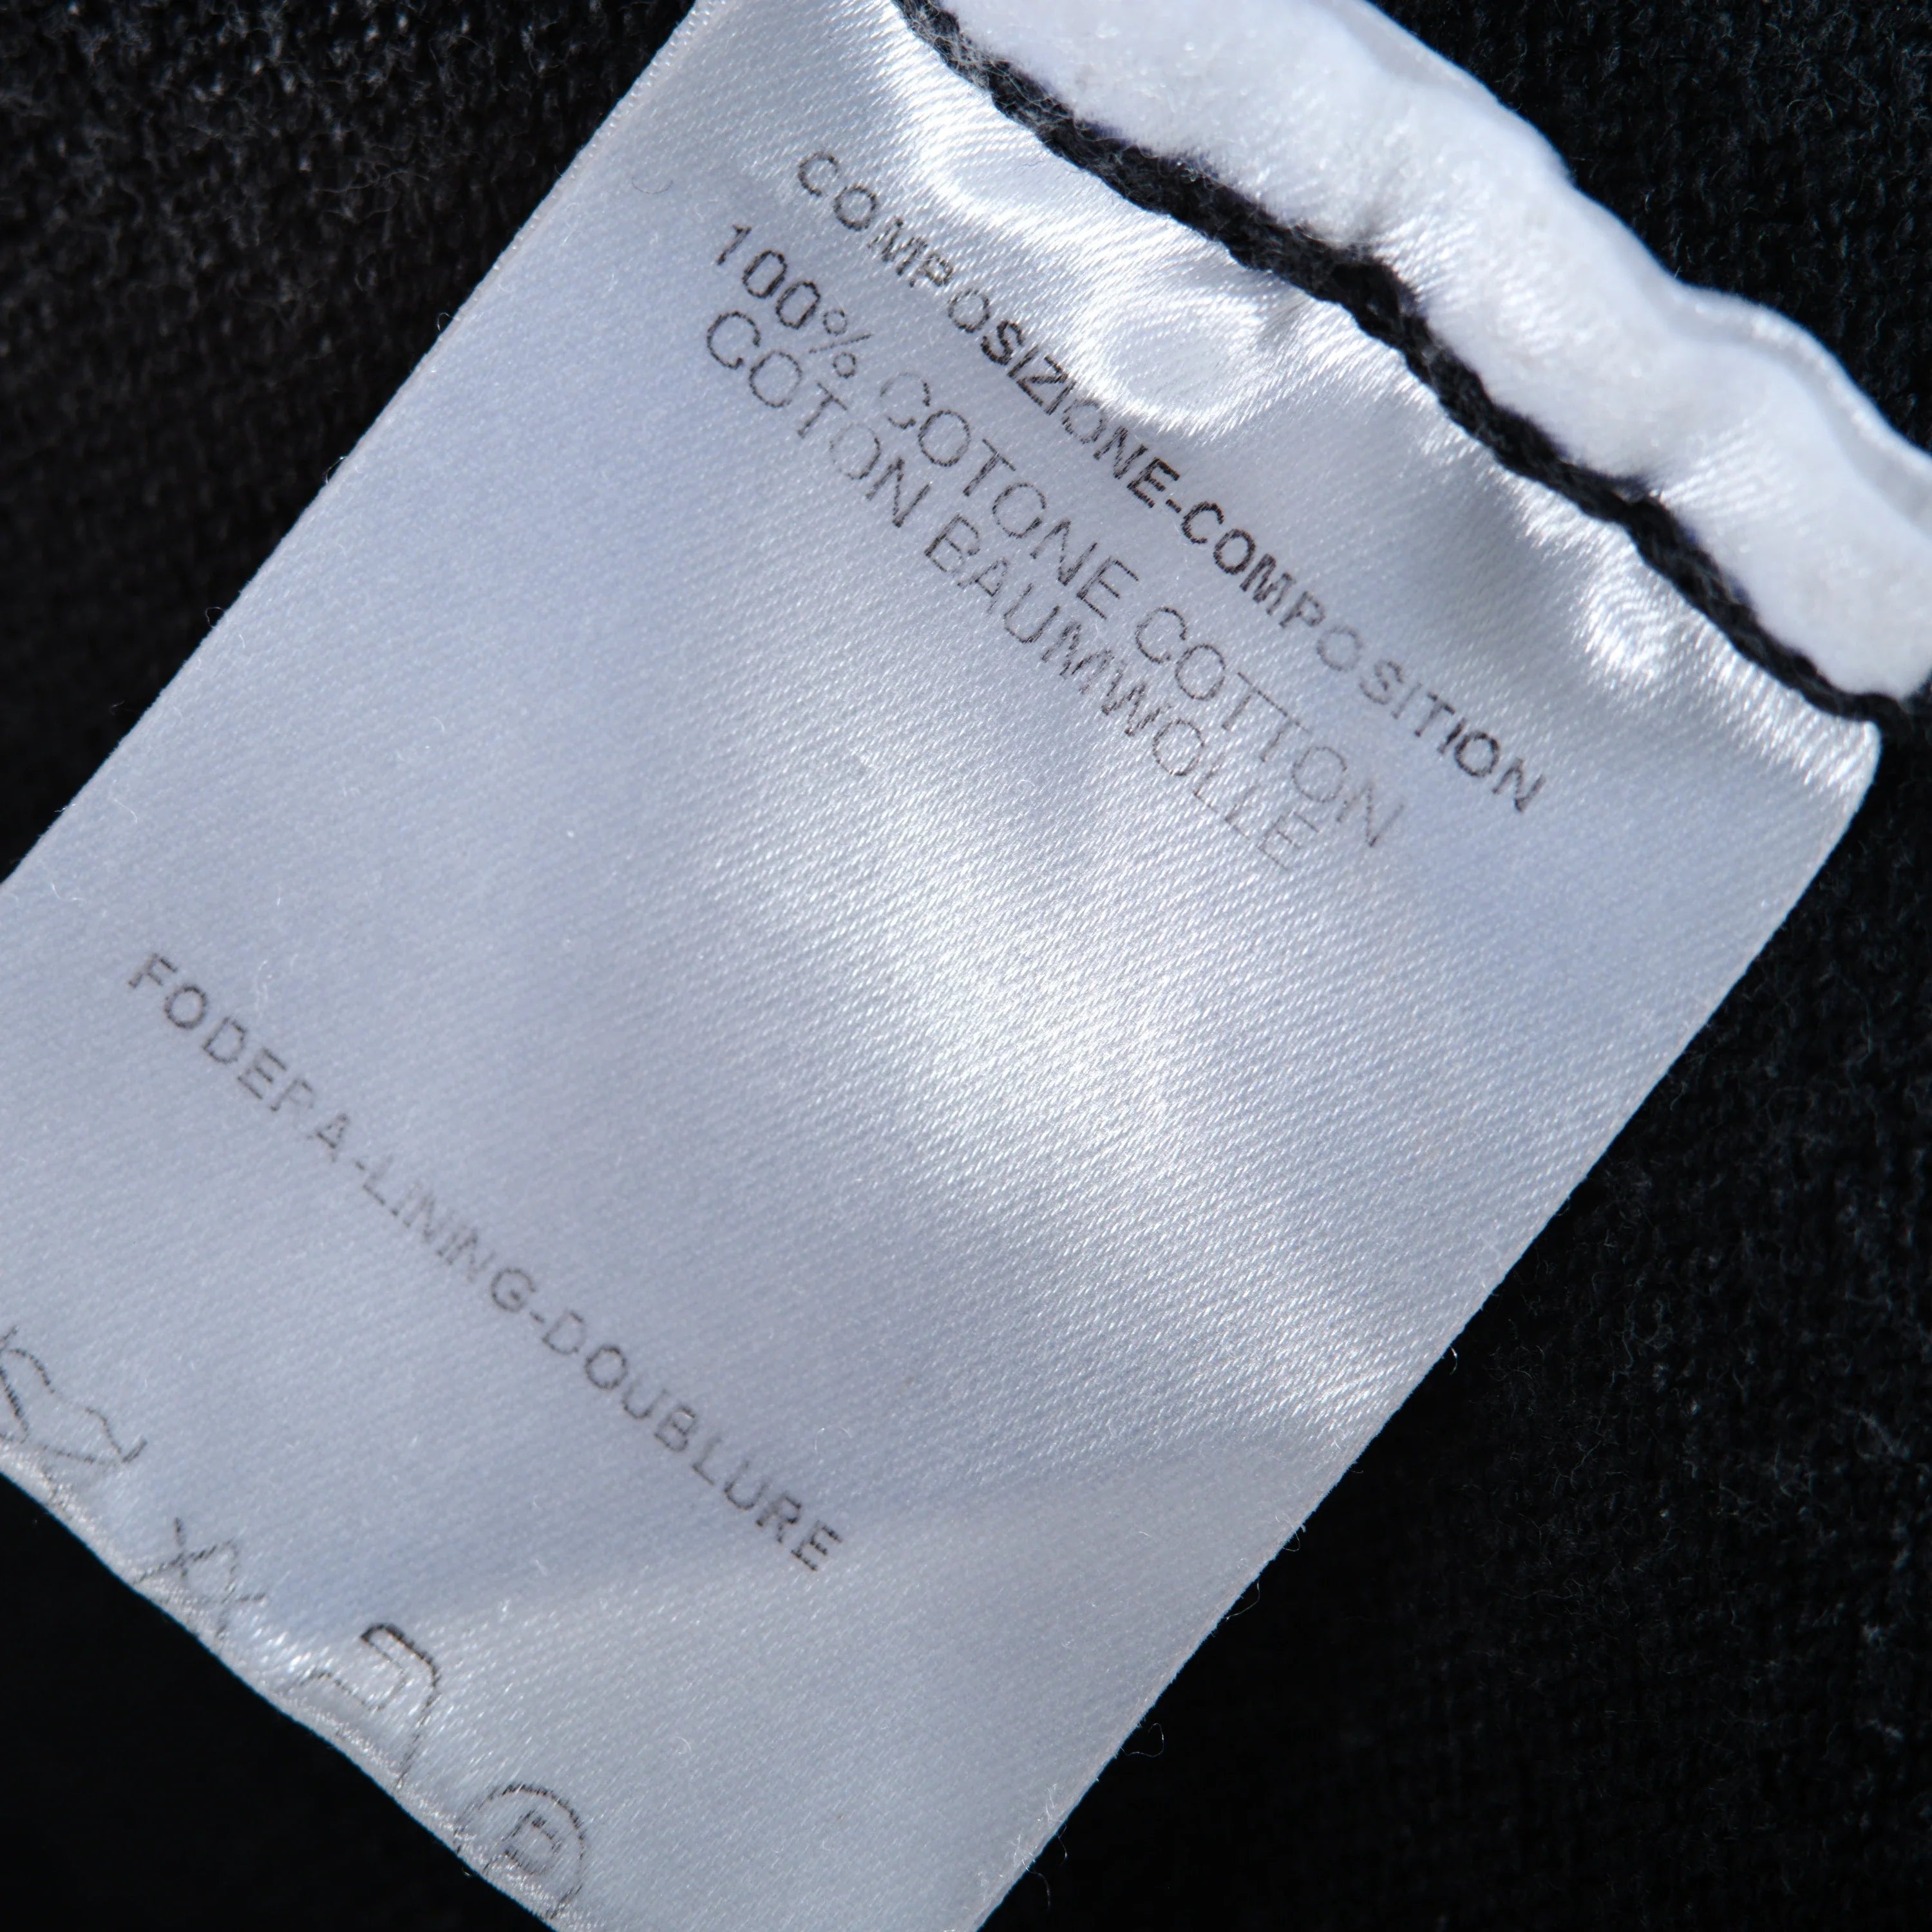 COMPOSIZIONE-COMPOSITION
100% COTONE COTTON
COTON BAUMWOLLE
FODERA-LINING-DOUBLURE